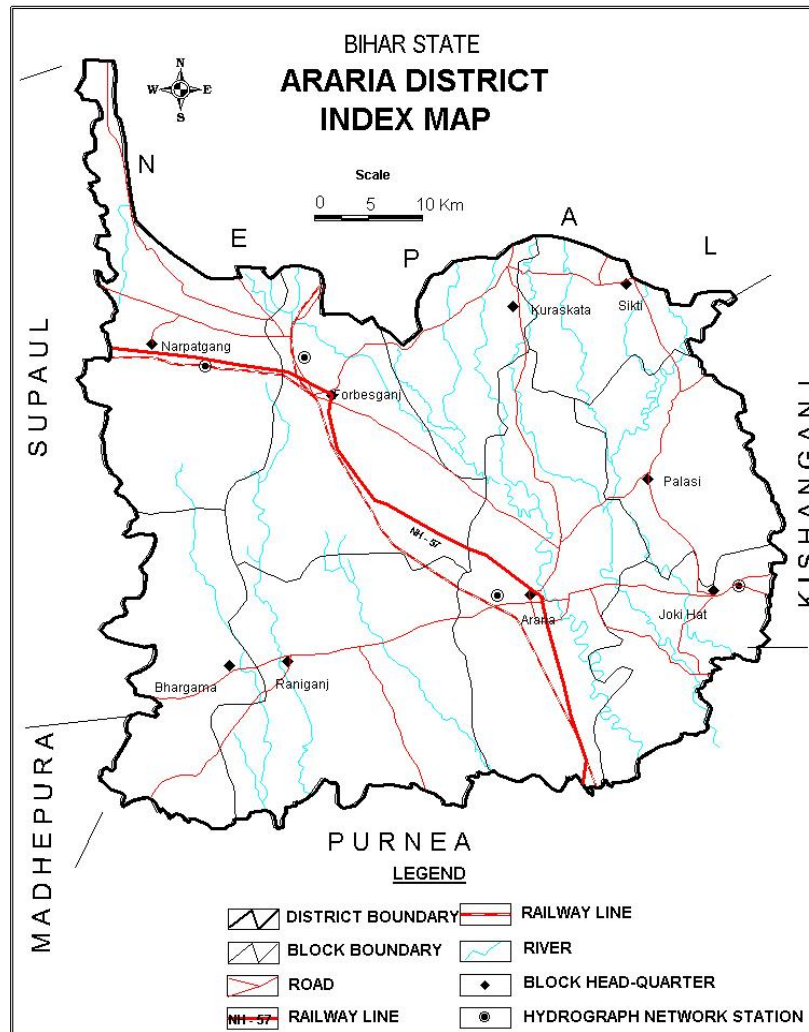 BIHAR STATE
ARARIA DISTRICT
INDEX MAP
N
W E
S
Scale
0 5 10 Km
N E P A L
Kuraskata
Sikti
Narpatgang
Forbesganj
SUPAUL
KISHANGANJ
Palasi
NH - 57
Araria
Joki Hat
Bhargama
Raniganj
MADHEPURA
PURNEA
LEGEND
DISTRICT BOUNDARY
RAILWAY LINE
BLOCK BOUNDARY
RIVER
ROAD
BLOCK HEAD-QUARTER
NH - 57
RAILWAY LINE
HYDROGRAPH NETWORK STATION